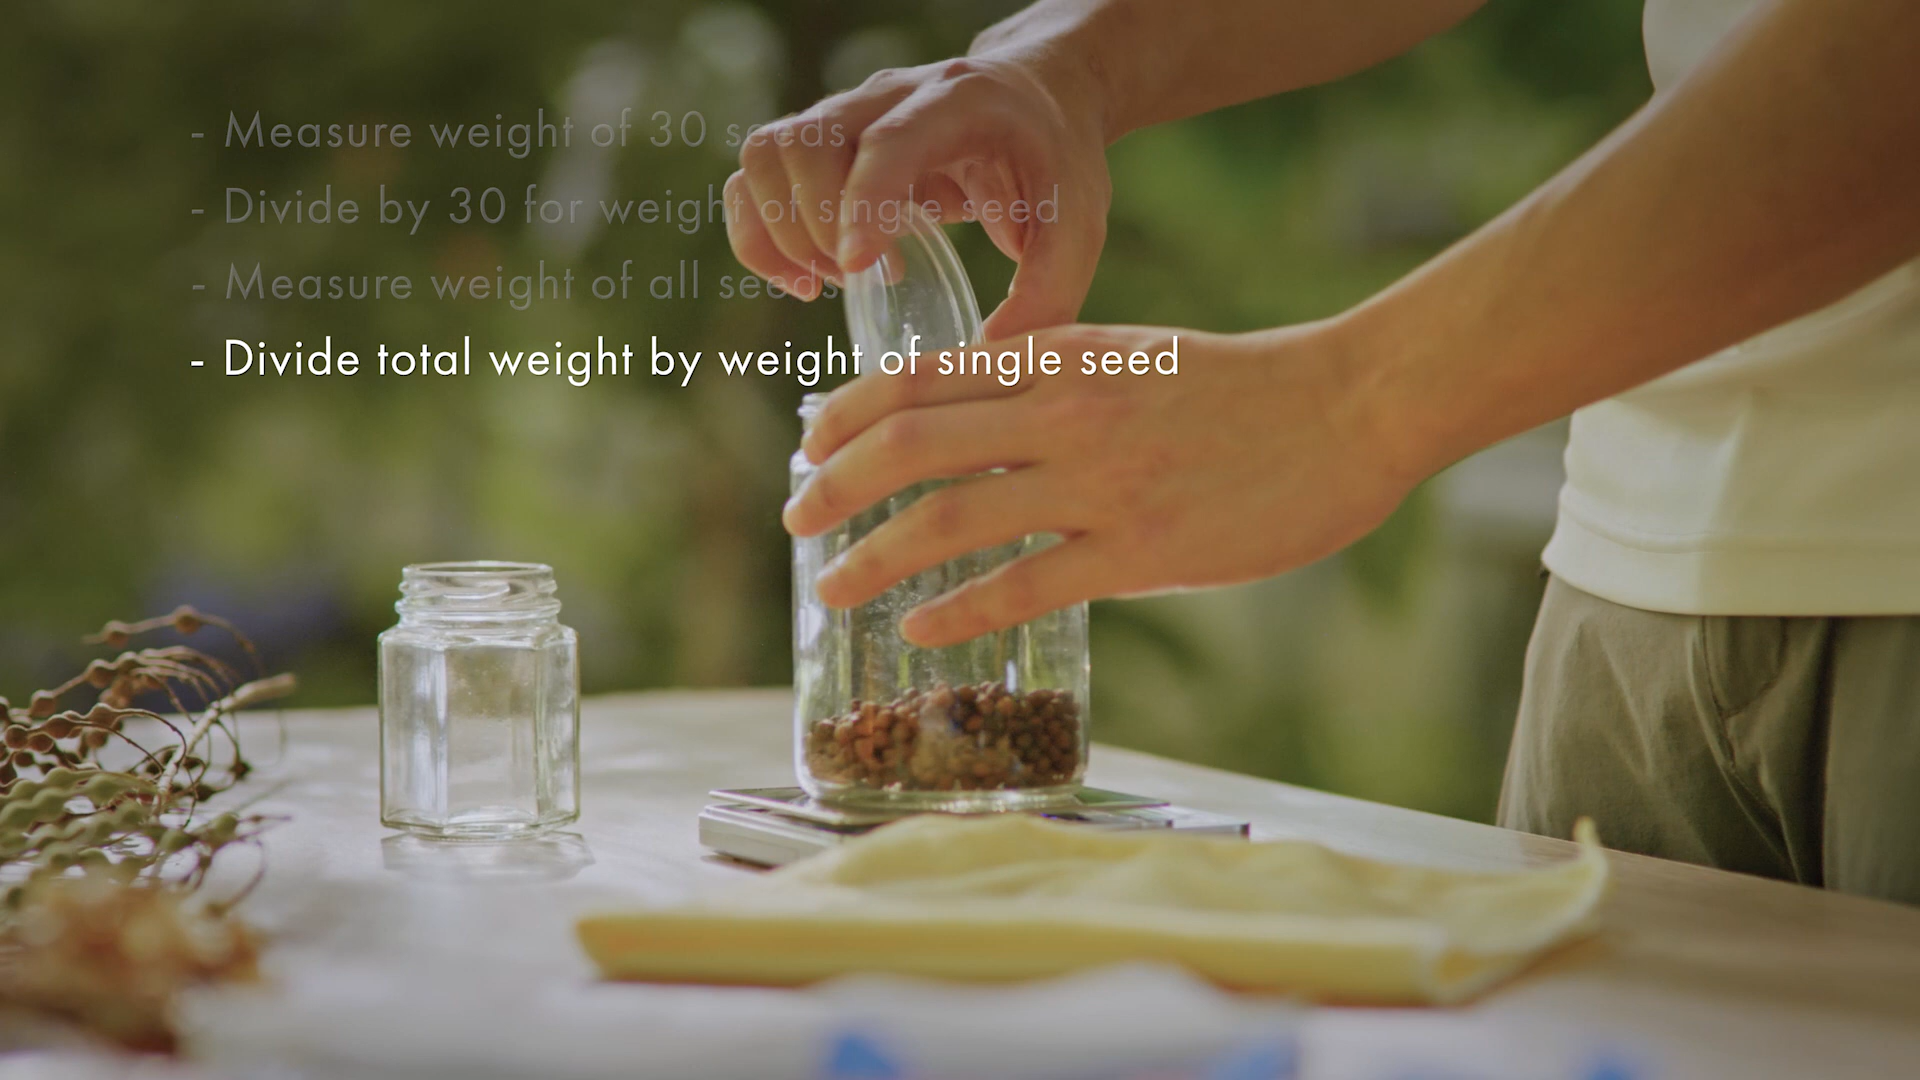 - Measure weight of 30 seeds
- Divide by 30 for weight of single seed
- Measure weight of all seeds
- Divide total weight by weight of single seed